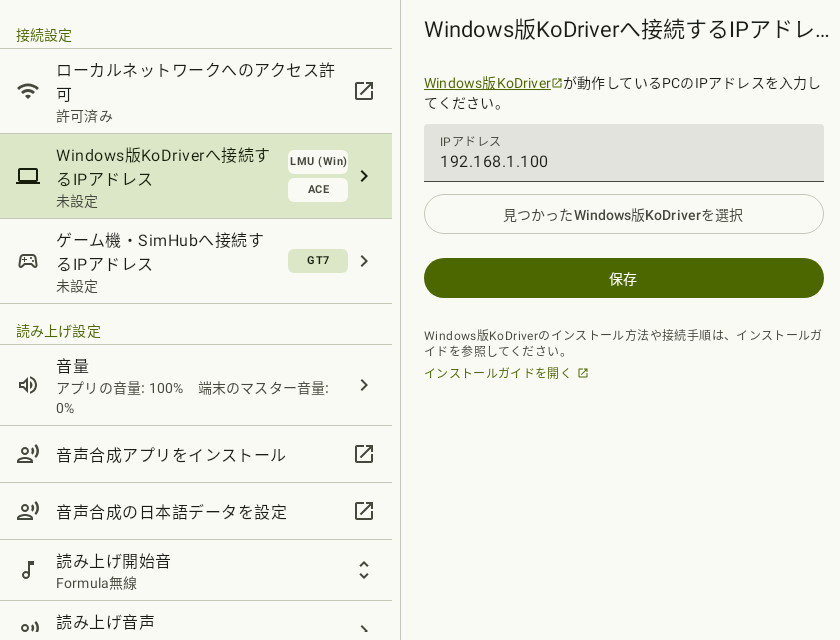 接続設定
ローカルネットワークへのアクセス許
可
許可済み
Windows版KoDriverへ接続す
るIPアドレス
未設定
LMU (Win)
ACE
ゲーム機・SimHubへ接続す
るIPアドレス
未設定
GT7
読み上げ設定
音量
アプリの音量: 100%　端末のマスター音量:
0%
音声合成アプリをインストール
音声合成の日本語データを設定
読み上げ開始音
Formula無線
読み上げ音声
Windows版KoDriverへ接続するIPアドレ…
Windows版KoDriverが動作しているPCのIPアドレスを入力し
てください。
IPアドレス
192.168.1.100
見つかったWindows版KoDriverを選択
保存
Windows版KoDriverのインストール方法や接続手順は、インストールガ
イドを参照してください。
インストールガイドを開く